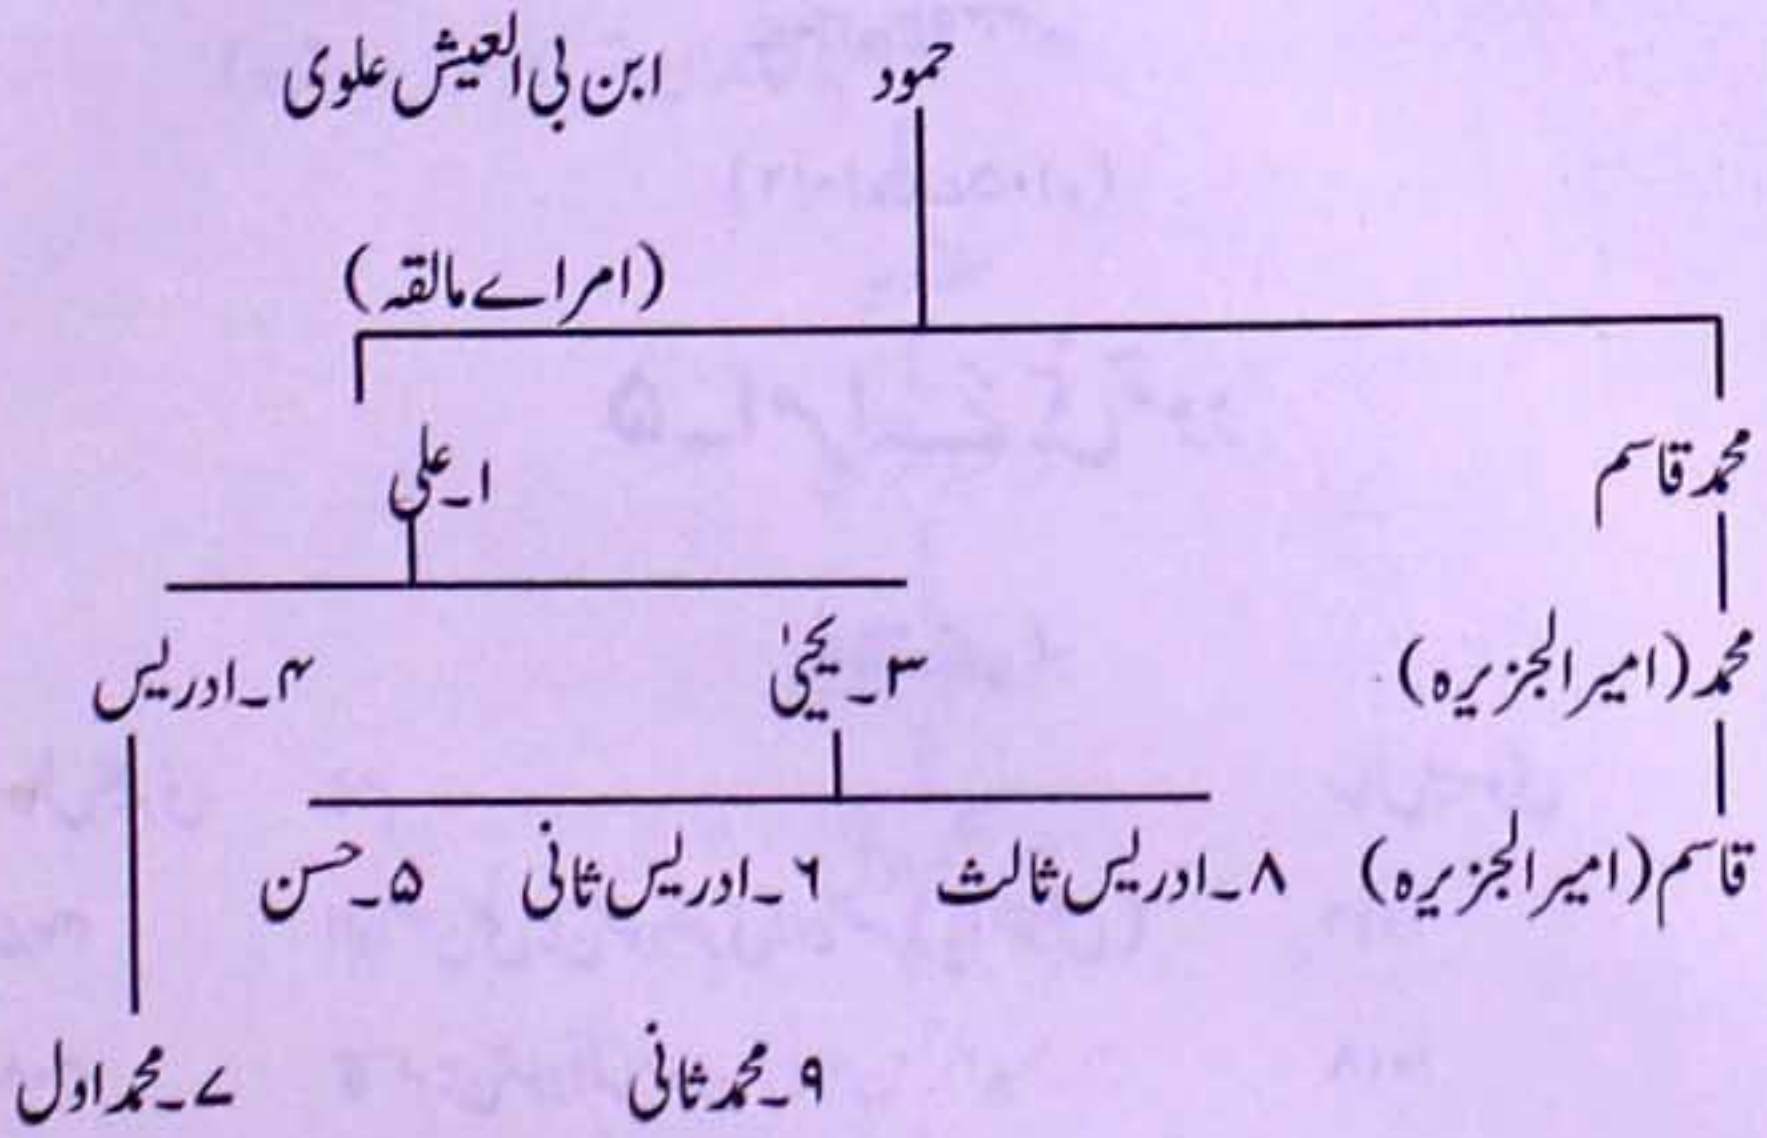 حمود ابن بی العیش علوی
(امراے مالقہ)
محمد قاسم ۱۔علی
محمد (امیر الجزیرہ) ۳۔یحییٰ ۴۔ادریس
قاسم (امیر الجزیرہ) ۸۔ادریس ثالث ۶۔ادریس ثانی ۵۔حسن
۹۔محمد ثانی ۷۔محمد اول